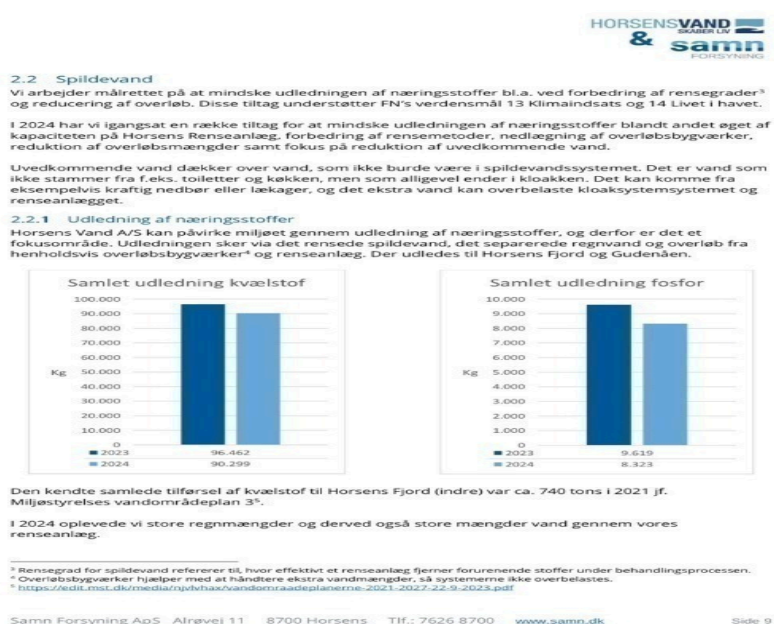 HORSENSVAND
SKABER LIV
& samn
FORSYNING
2.2 Spildevand
Vi arbejder målrettet på at mindske udledningen af næringsstoffer bl.a. ved forbedring af rensegrader³
og reducering af overløb. Disse tiltag understøtter FN's verdensmål 13 Klimaindsats og 14 Livet i havet.
I 2024 har vi igangsat en række tiltag for at mindske udledningen af næringsstoffer blandt andet øget af
kapaciteten på Horsens Renseanlæg. forbedring af rensemetoder, nedlægning af overløbsbygværker,
reduktion af overløbsmængder samt fokus på reduktion af uvedkommende vand.
Uvedkommende vand dækker over vand, som ikke burde være i spildevandssystemet. Det er vand som
ikke stammer fra f.eks. toiletter og køkken, men som alligevel ender i kloakken. Det kan komme fra
eksempelvis kraftig nedbør eller lækager, og det ekstra vand kan overbelaste kloaksystemsystemet og
renseanlægget.
2.2.1 Udledning af næringsstoffer
Horsens Vand A/S kan påvirke miljøet gennem udledning af næringsstoffer, og derfor er det et
fokusområde. Udledningen sker via det rensede spildevand, det separerede regnvand og overløb fra
henholdsvis overløbsbygværker⁴ og renseanlæg. Der udledes til Horsens Fjord og Gudenåen.
Samlet udledning kvælstof
100.000
90.000
80.000
70.000
60.000
Kg 50.000
40.000
30.000
20.000
10.000
0
2023 96.462
2024 90.299
Samlet udledning fosfor
10.000
9.000
8.000
7.000
6.000
Kg 5.000
4.000
3.000
2.000
1.000
0
2023 9.619
2024 8.323
Den kendte samlede tilførsel af kvælstof til Horsens Fjord (indre) var ca. 740 tons i 2021 jf.
Miljøstyrelses vandområdeplan 3⁵.
I 2024 oplevede vi store regnmængder og derved også store mængder vand gennem vores
renseanlæg.
³ Rensegrad for spildevand refererer til, hvor effektivt et renseanlæg fjerner forurenende stoffer under behandlingsprocessen.
⁴ Overløbsbygværker hjælper med at håndtere ekstra vandmængder, så systemerne ikke overbelastes.
⁵ https://edit.mst.dk/media/njvlvhax/vandomraadeplanerne-2021-2027-22-9-2023.pdf
Samn Forsyning ApS Alrøvej 11 8700 Horsens Tlf.: 7626 8700 www.samn.dk Side 9